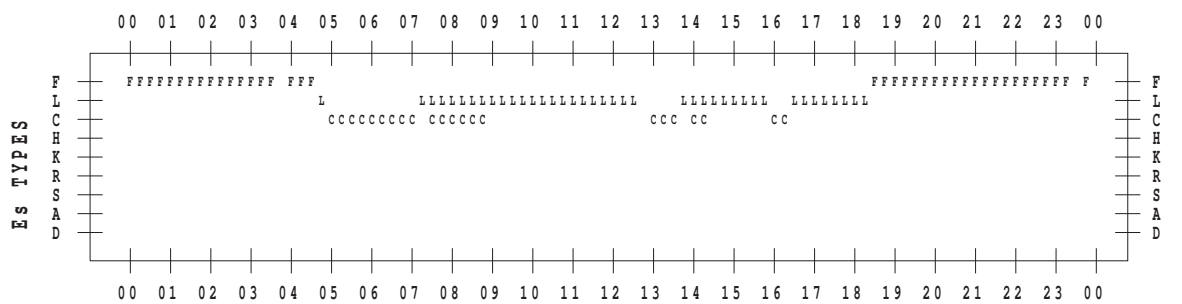 00 01 02 03 04 05 06 07 08 09 10 11 12 13 14 15 16 17 18 19 20 21 22 23 00
F FFFFFFFFFFFFFFF FFF FFFFFFFFFFFFFFFFFFFF F F
L L LLLLLLLLLLLLLLLLLLLLLL LLLLLLLLL LLLLLLLL L
C CCCCCCCCC CCCCCC CCC CC CC C
H H
K K
R R
S S
A A
D D
Es TYPES
00 01 02 03 04 05 06 07 08 09 10 11 12 13 14 15 16 17 18 19 20 21 22 23 00